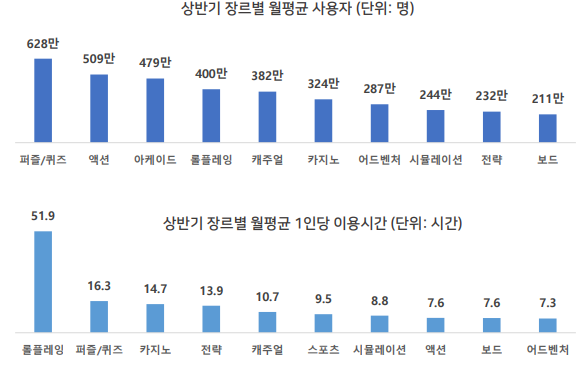 상반기 장르별 월평균 사용자 (단위: 명)
628만 509만 479만 400만 382만 324만 287만 244만 232만 211만
퍼즐/퀴즈 액션 아케이드 롤플레잉 캐주얼 카지노 어드벤처 시뮬레이션 전략 보드
상반기 장르별 월평균 1인당 이용시간 (단위: 시간)
51.9 16.3 14.7 13.9 10.7 9.5 8.8 7.6 7.6 7.3
롤플레잉 퍼즐/퀴즈 카지노 전략 캐주얼 스포츠 시뮬레이션 액션 보드 어드벤처